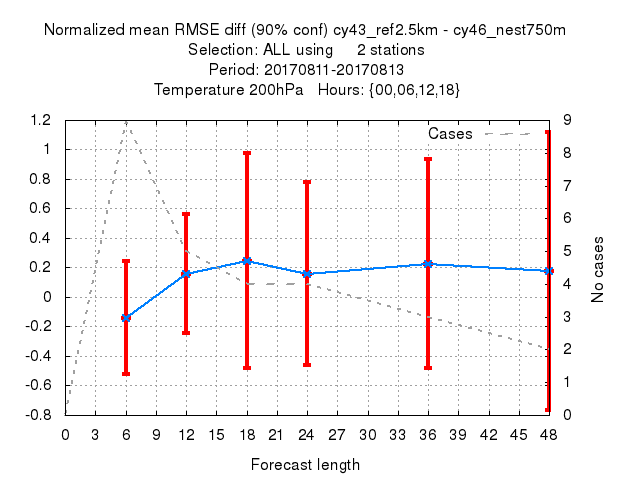 Normalized mean RMSE diff (90% conf) cy43_ref2.5km - cy46_nest750m
Selection: ALL using 2 stations
Period: 20170811-20170813
Temperature 200hPa Hours: {00,06,12,18}
Cases
1.2
1
0.8
0.6
0.4
0.2
0
-0.2
-0.4
-0.6
-0.8
9
8
7
6
5
4
3
2
1
0
No cases
0 3 6 9 12 15 18 21 24 27 30 33 36 39 42 45 48
Forecast length